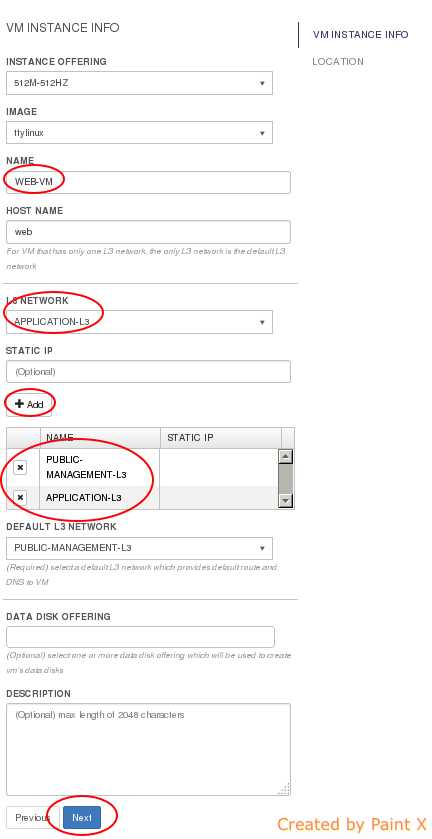 VM INSTANCE INFO
VM INSTANCE INFO
LOCATION
INSTANCE OFFERING
512M-512HZ
IMAGE
ttylinux
NAME
WEB-VM
HOST NAME
web
For VM that has only one L3 network, the only L3 network is the default L3
network
L3 NETWORK
APPLICATION-L3
STATIC IP
(Optional)
Add
NAME STATIC IP
PUBLIC-
MANAGEMENT-L3
APPLICATION-L3
DEFAULT L3 NETWORK
PUBLIC-MANAGEMENT-L3
(Required) select a default L3 network which provides default route and
DNS to VM
DATA DISK OFFERING
(Optional) select one or more data disk offering which will be used to create
vm's data disks
DESCRIPTION
(Optional) max length of 2048 characters
Previous Next
Created by Paint X